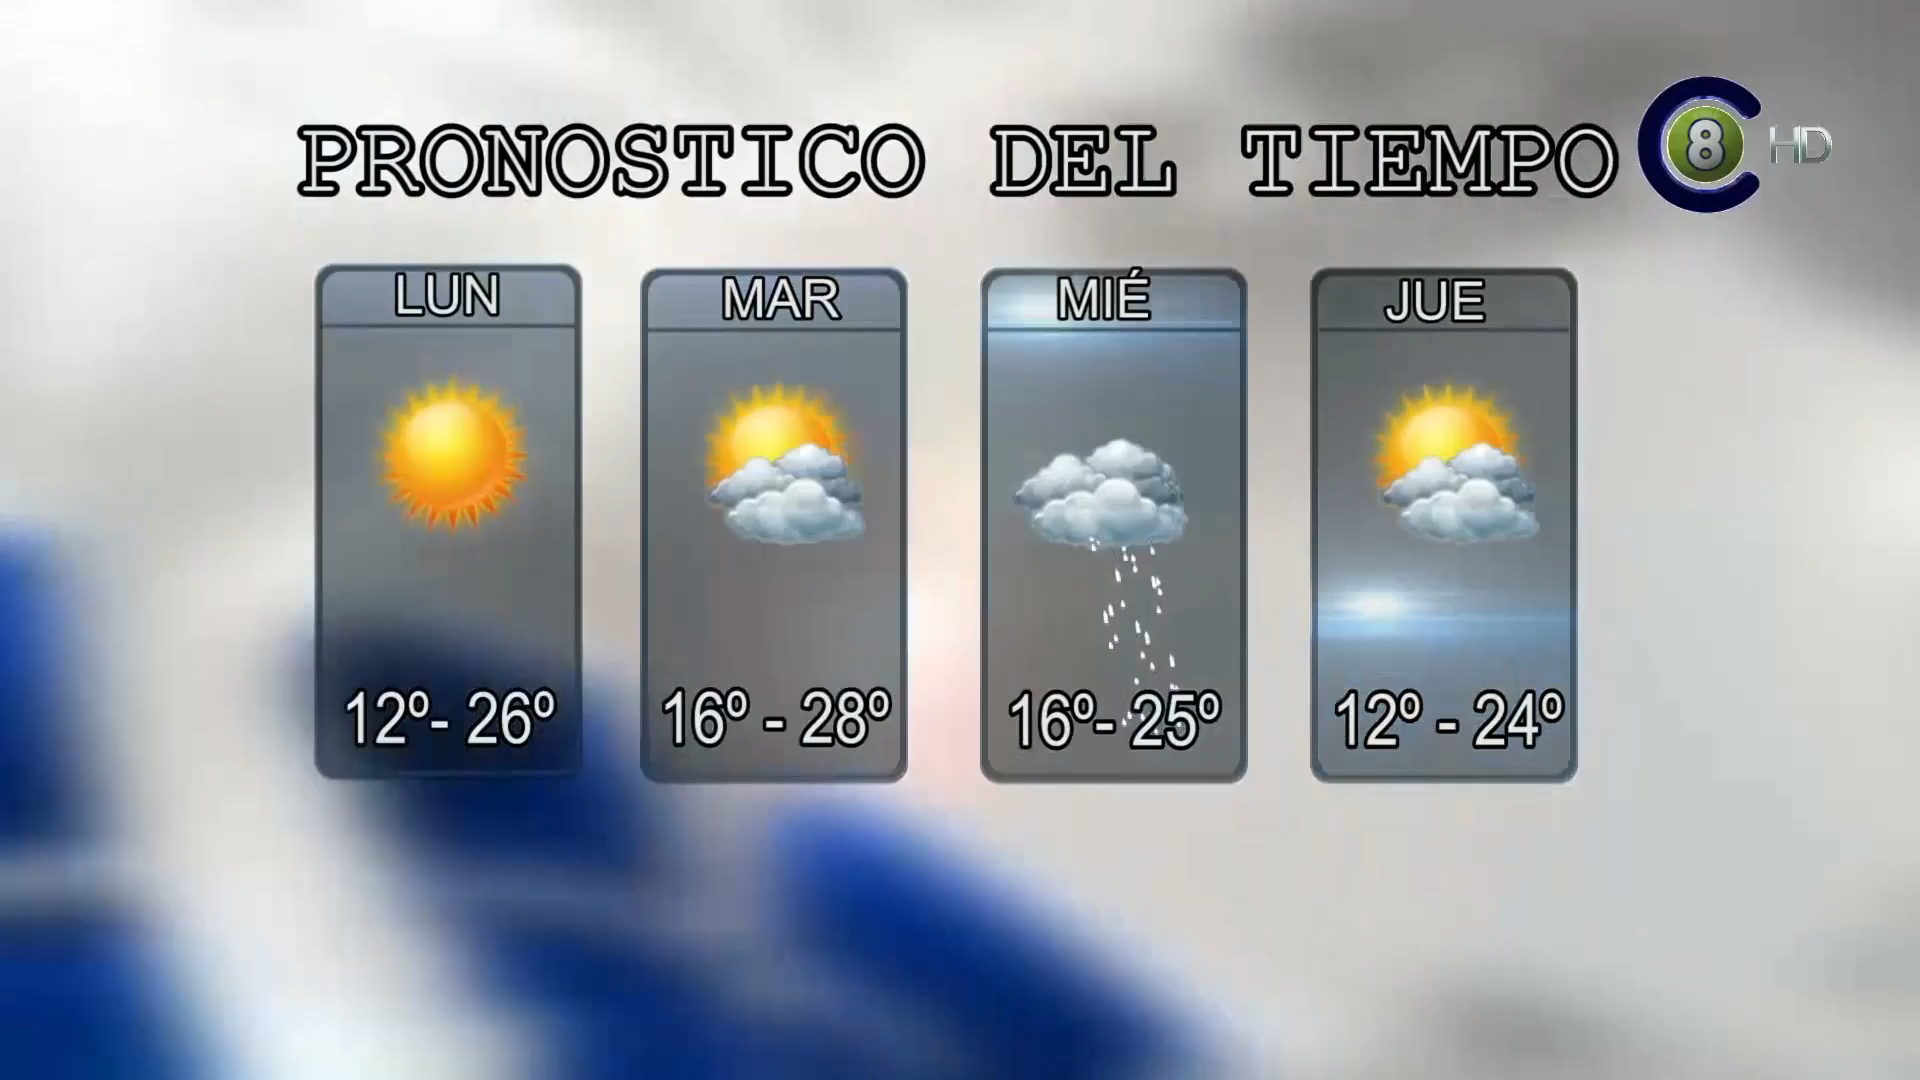 PRONOSTICO DEL TIEMPO
8 HD
LUN
MAR
MIÉ
JUE
12º- 26º
16º - 28º
16º- 25º
12º - 24º